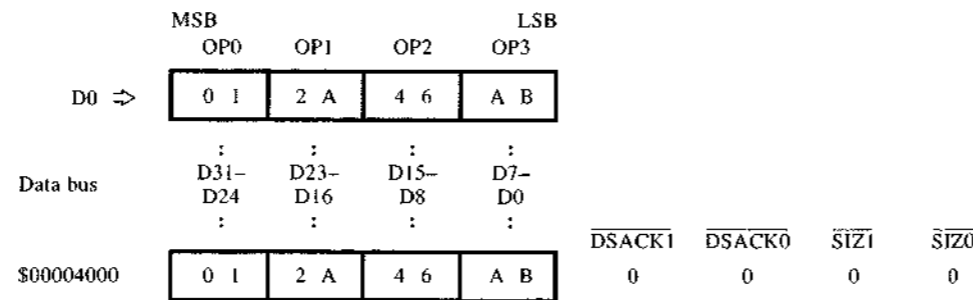 MSB LSB
OP0 OP1 OP2 OP3
D0 ⇨ 0 1 2 A 4 6 A B
: : : :
Data bus D31– D23– D15– D7–
D24 D16 D8 D0
: : : :
DSACK1 DSACK0 SIZ1 SIZ0
$00004000 0 1 2 A 4 6 A B 0 0 0 0